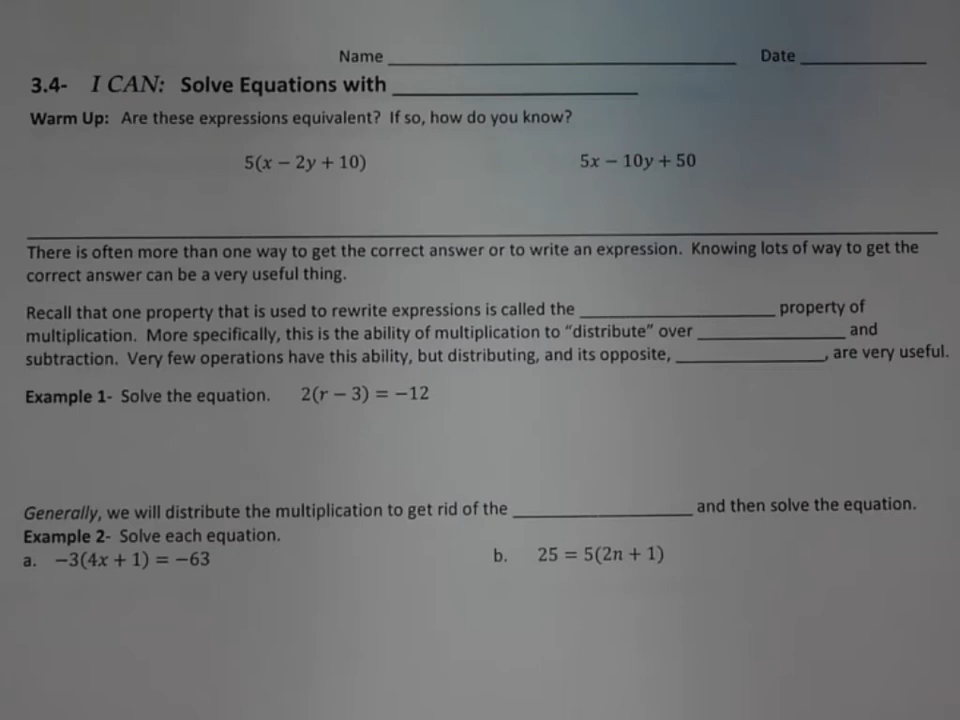 Name ____________ Date ____________
3.4- I CAN: Solve Equations with ____________
Warm Up: Are these expressions equivalent? If so, how do you know?
5(x − 2y + 10) 5x − 10y + 50
There is often more than one way to get the correct answer or to write an expression. Knowing lots of way to get the
correct answer can be a very useful thing.
Recall that one property that is used to rewrite expressions is called the ____________ property of
multiplication. More specifically, this is the ability of multiplication to “distribute” over ____________ and
subtraction. Very few operations have this ability, but distributing, and its opposite, ____________, are very useful.
Example 1- Solve the equation. 2(r − 3) = −12
Generally, we will distribute the multiplication to get rid of the ____________ and then solve the equation.
Example 2- Solve each equation.
a. −3(4x + 1) = −63 b. 25 = 5(2n + 1)